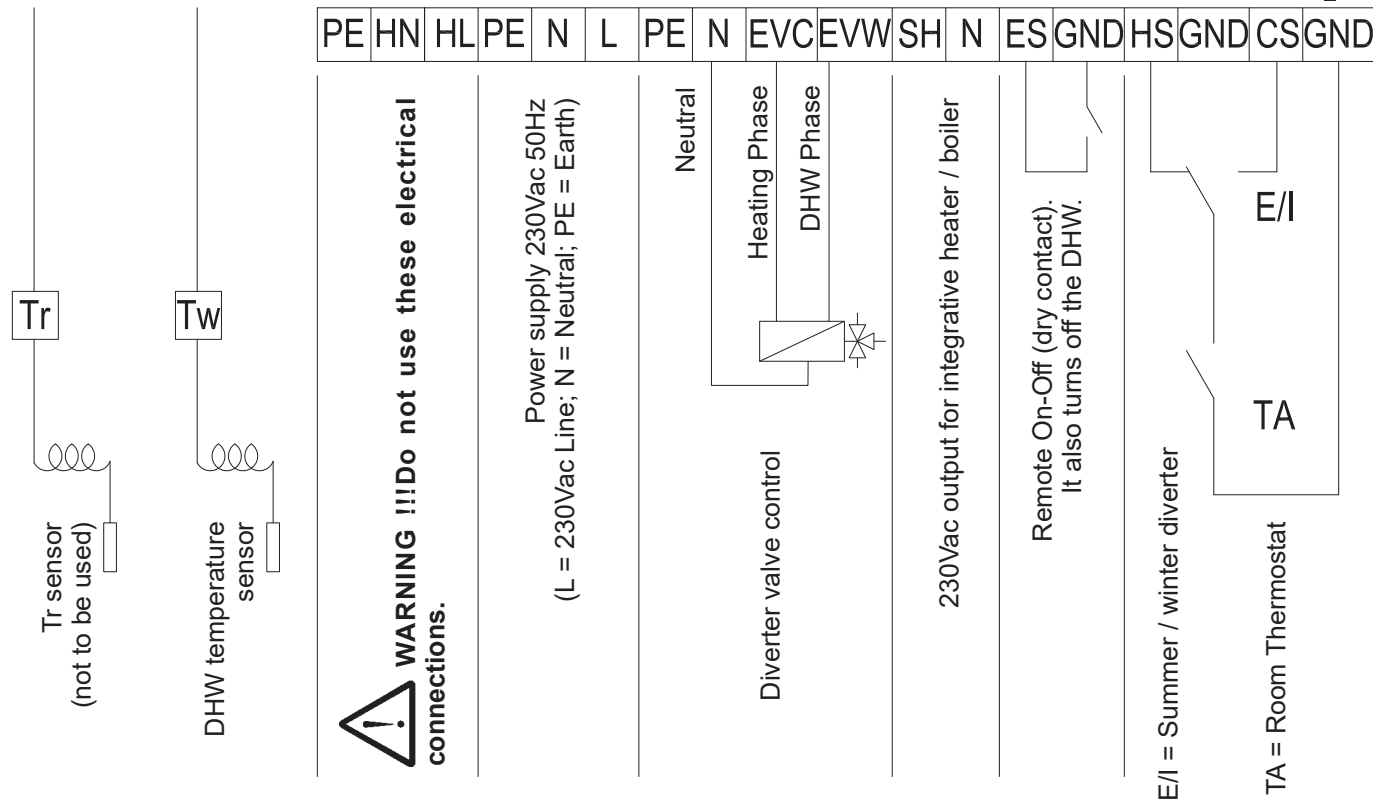 PE HN HL PE N L PE N EVC EVW SH N ES GND HS GND CS GND
Tr
Tw
Tr sensor
(not to be used)
DHW temperature
sensor
WARNING !!!Do not use these electrical
connections.
Power supply 230Vac 50Hz
(L = 230Vac Line; N = Neutral; PE = Earth)
Neutral
Heating Phase
DHW Phase
Diverter valve control
230Vac output for integrative heater / boiler
Remote On-Off (dry contact).
It also turns off the DHW.
E/I
TA
E/I = Summer / winter diverter
TA = Room Thermostat